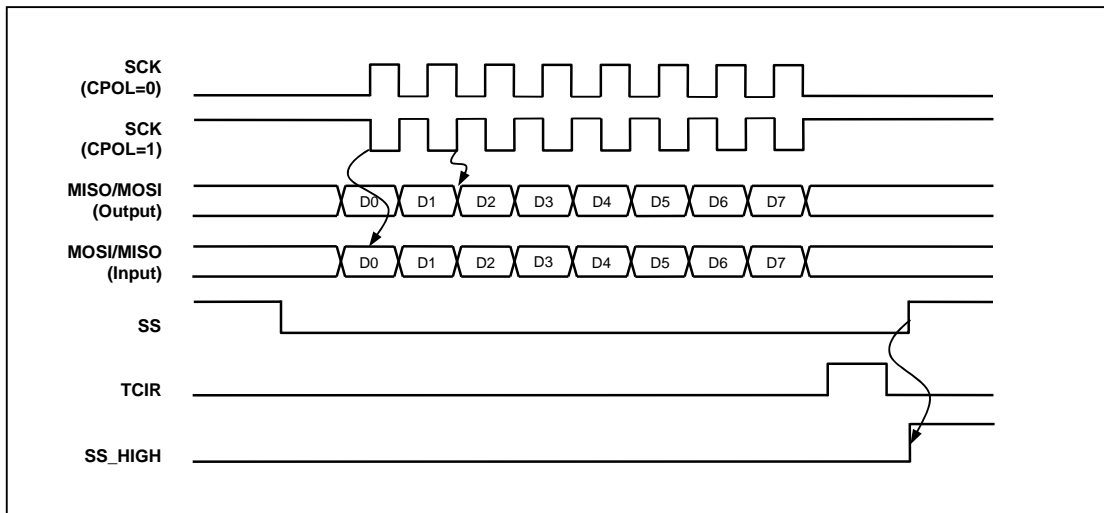 SCK
(CPOL=0)
SCK
(CPOL=1)
MISO/MOSI
(Output)
D0 D1 D2 D3 D4 D5 D6 D7
MOSI/MISO
(Input)
D0 D1 D2 D3 D4 D5 D6 D7
SS
TCIR
SS_HIGH